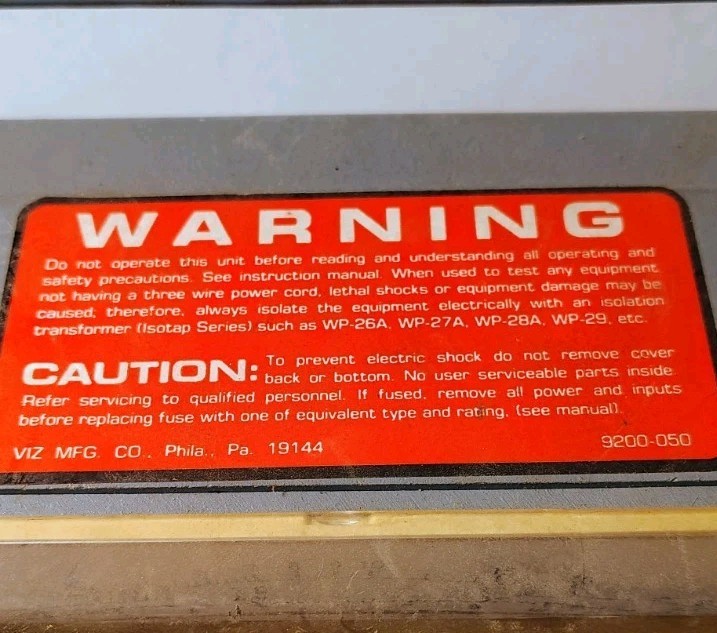 WARNING
Do not operate this unit before reading and understanding all operating and
safety precautions. See instruction manual. When used to test any equipment
not having a three wire power cord, lethal shocks or equipment damage may be
caused; therefore, always isolate the equipment electrically with an isolation
transformer (Isotap Series) such as WP-26A, WP-27A, WP-28A, WP-29, etc.
CAUTION: To prevent electric shock do not remove cover
back or bottom. No user serviceable parts inside.
Refer servicing to qualified personnel. If fused, remove all power and inputs
before replacing fuse with one of equivalent type and rating, (see manual).
VIZ MFG. CO., Phila., Pa. 19144 9200-050